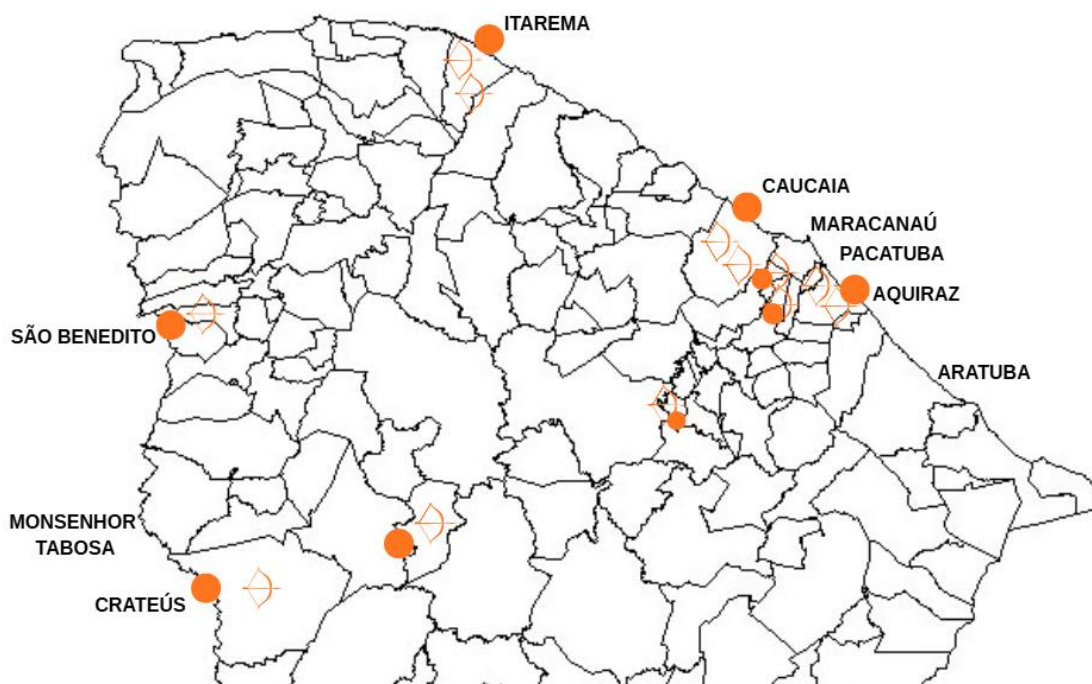 ITAREMA
CAUCAIA
MARACANAÚ
PACATUBA
AQUIRAZ
SÃO BENEDITO
ARATUBA
MONSENHOR
TABOSA
CRATEÚS